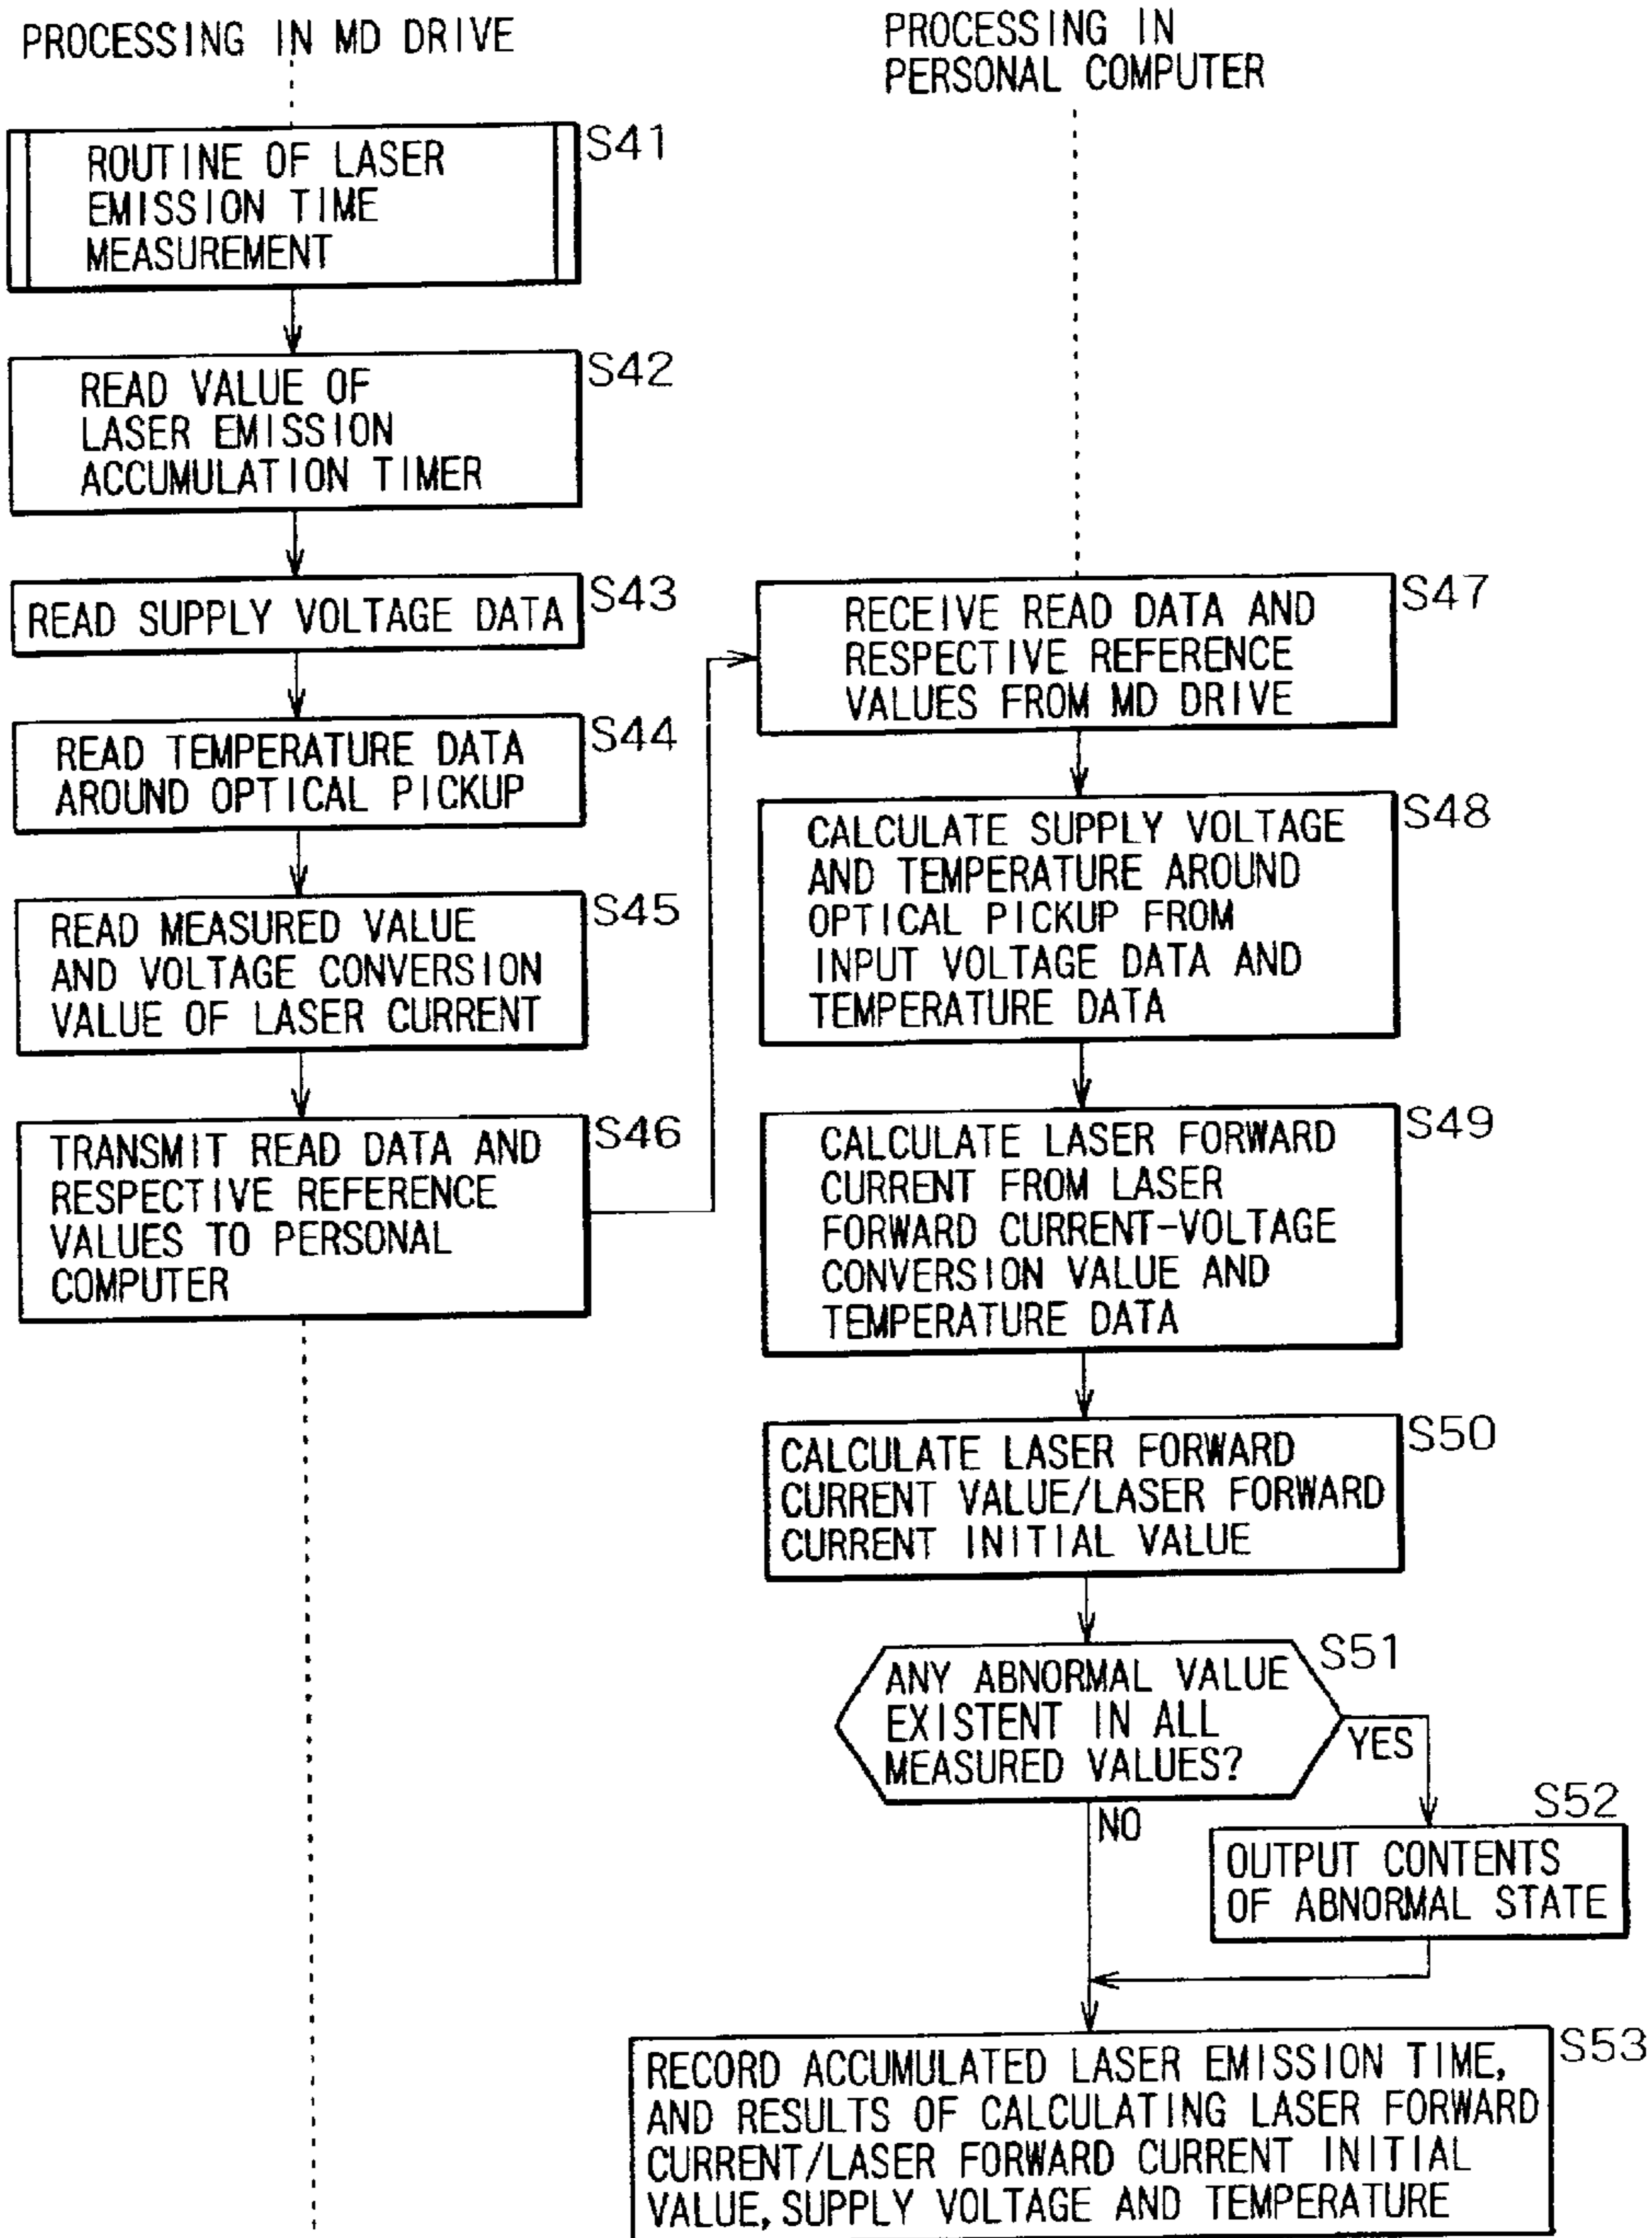 PROCESSING IN MD DRIVE
S41
ROUTINE OF LASER
EMISSION TIME
MEASUREMENT
S42
READ VALUE OF
LASER EMISSION
ACCUMULATION TIMER
S43
READ SUPPLY VOLTAGE DATA
S44
READ TEMPERATURE DATA
AROUND OPTICAL PICKUP
S45
READ MEASURED VALUE
AND VOLTAGE CONVERSION
VALUE OF LASER CURRENT
S46
TRANSMIT READ DATA AND
RESPECTIVE REFERENCE
VALUES TO PERSONAL
COMPUTER
PROCESSING IN
PERSONAL COMPUTER
S47
RECEIVE READ DATA AND
RESPECTIVE REFERENCE
VALUES FROM MD DRIVE
S48
CALCULATE SUPPLY VOLTAGE
AND TEMPERATURE AROUND
OPTICAL PICKUP FROM
INPUT VOLTAGE DATA AND
TEMPERATURE DATA
S49
CALCULATE LASER FORWARD
CURRENT FROM LASER
FORWARD CURRENT-VOLTAGE
CONVERSION VALUE AND
TEMPERATURE DATA
S50
CALCULATE LASER FORWARD
CURRENT VALUE/LASER FORWARD
CURRENT INITIAL VALUE
S51
ANY ABNORMAL VALUE
EXISTENT IN ALL
MEASURED VALUES?
YES
NO
S52
OUTPUT CONTENTS
OF ABNORMAL STATE
S53
RECORD ACCUMULATED LASER EMISSION TIME,
AND RESULTS OF CALCULATING LASER FORWARD
CURRENT/LASER FORWARD CURRENT INITIAL
VALUE, SUPPLY VOLTAGE AND TEMPERATURE